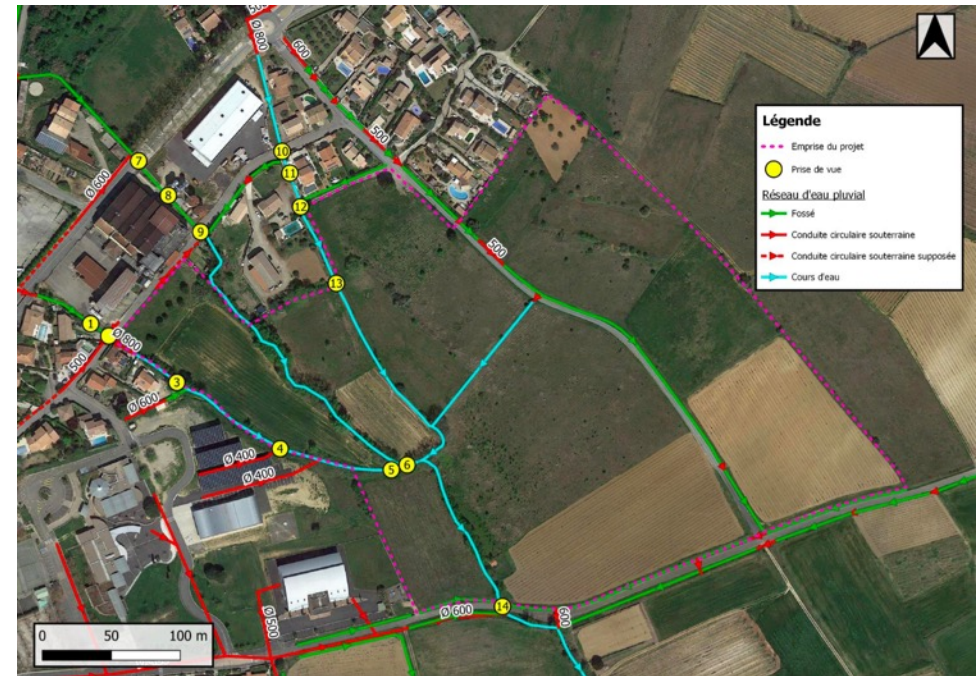 500
Ø 800
600
500
Ø 600
7
8
9
10
11
12
13
500
Légende
Emprise du projet
Prise de vue
Réseau d'eau pluvial
Fossé
Conduite circulaire souterraine
Conduite circulaire souterraine supposée
Cours d'eau
1
Ø 800
500
3
Ø 600
4
Ø 400
Ø 400
5
6
14
Ø 600
600
Ø 500
0 50 100 m